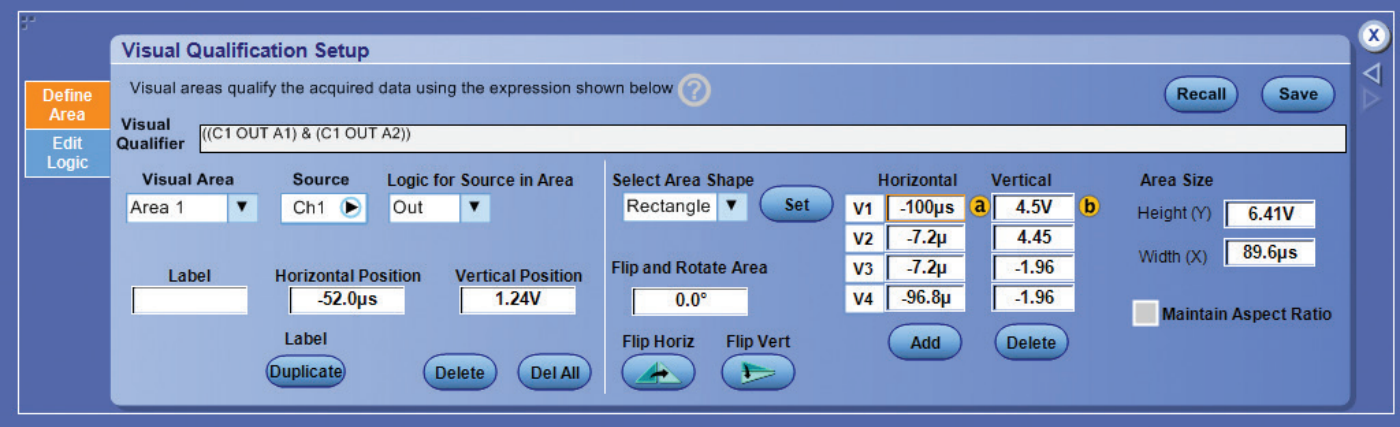 Visual Qualification Setup
X
Define
Area
Edit
Logic
Visual areas qualify the acquired data using the expression shown below ?
Recall Save
Visual
Qualifier ((C1 OUT A1) & (C1 OUT A2))
Visual Area Source Logic for Source in Area
Area 1 Ch1 Out
Label Horizontal Position Vertical Position
-52.0µs 1.24V
Label
Duplicate Delete Del All
Select Area Shape
Rectangle Set
Flip and Rotate Area
0.0°
Flip Horiz Flip Vert
Horizontal Vertical
V1 -100µs a 4.5V b
V2 -7.2µ 4.45
V3 -7.2µ -1.96
V4 -96.8µ -1.96
Add Delete
Area Size
Height (Y) 6.41V
Width (X) 89.6µs
Maintain Aspect Ratio